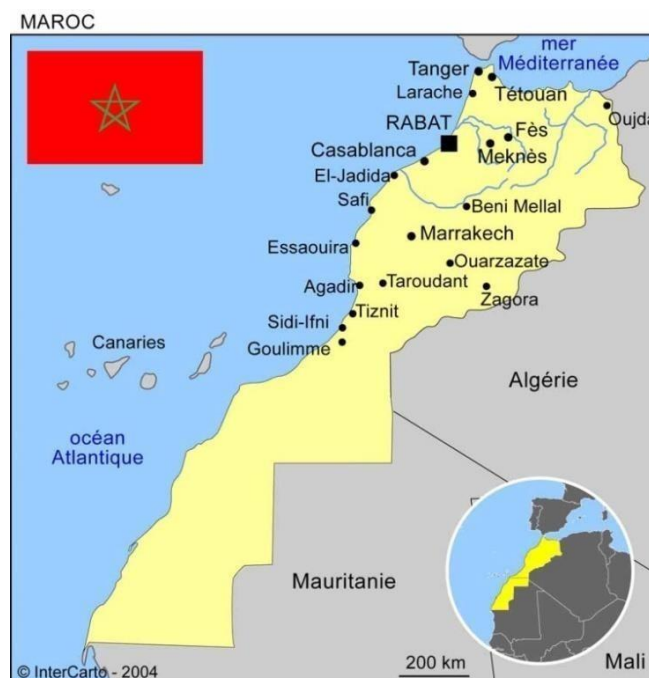 MAROC
mer
Méditerranée
Tanger
Tétouan
Larache
Oujda
RABAT
Fès
Meknès
Casablanca
El-Jadida
Safi
Beni Mellal
Essaouira
Marrakech
Ouarzazate
Agadir
Taroudant
Zagora
Tiznit
Sidi-Ifni
Goulimme
Canaries
Algérie
océan
Atlantique
Mauritanie
200 km
Mali
© InterCarto - 2004